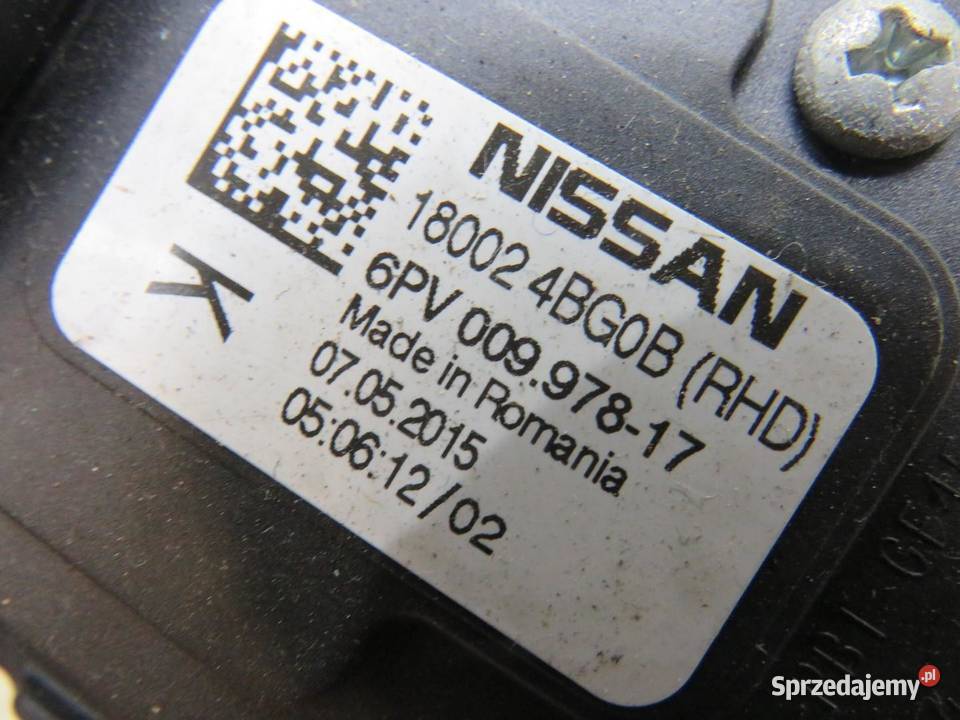 NISSAN
18002 4BG0B (RHD)
6PV 009.978-17
Made in Romania
07.05.2015
05:06:12/02
K
Sprzedajemy.pl